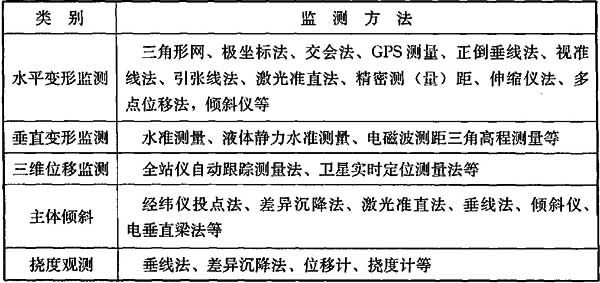 类 别 监 测 方 法
水平变形监测 三角形网、极坐标法、交会法、GPS 测量、正倒垂线法、视准
线法、引张线法、激光准直法、精密测（量）距、伸缩仪法、多
点位移法，倾斜仪等
垂直变形监测 水准测量、液体静力水准测量、电磁波测距三角高程测量等
三维位移监测 全站仪自动跟踪测量法、卫星实时定位测量法等
主体倾斜 经纬仪投点法、差异沉降法、激光准直法、垂线法、倾斜仪、
电垂直梁法等
挠度观测 垂线法、差异沉降法、位移计、挠度计等